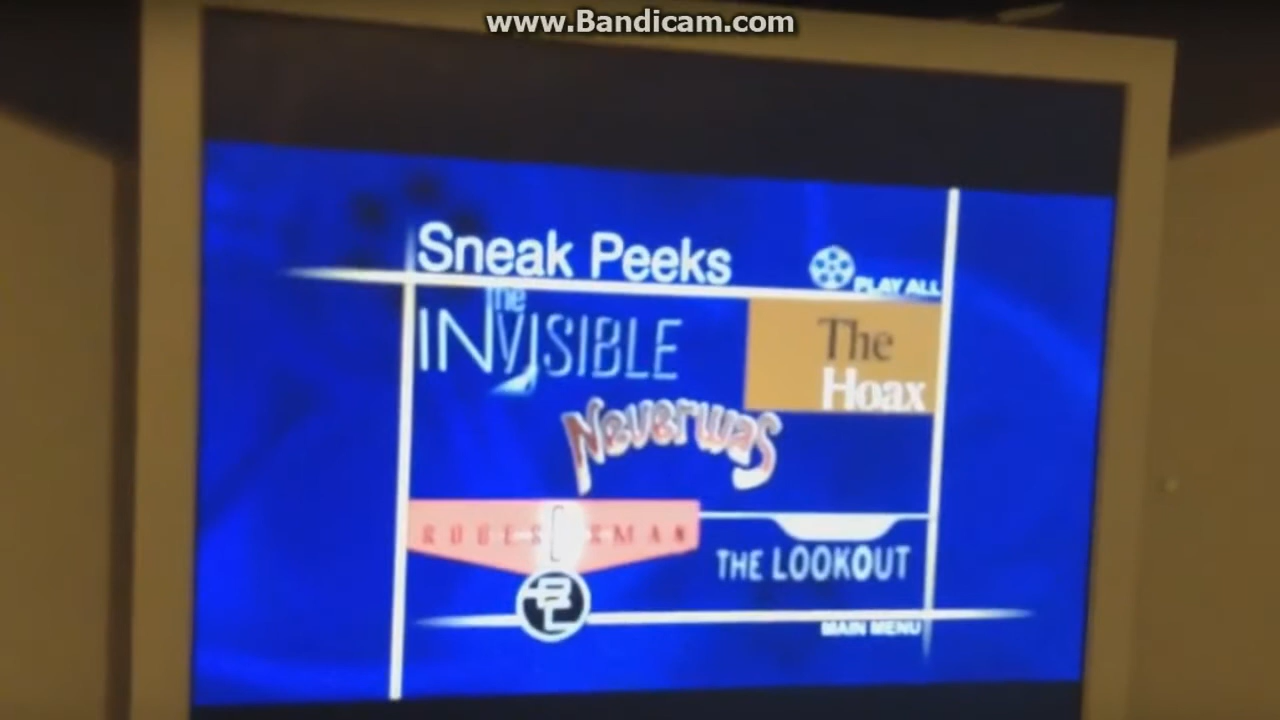 www.Bandicam.com
Sneak Peeks
PLAY ALL
The
INVISIBLE
The
Hoax
Neverwas
THE LOOKOUT
MAIN MENU